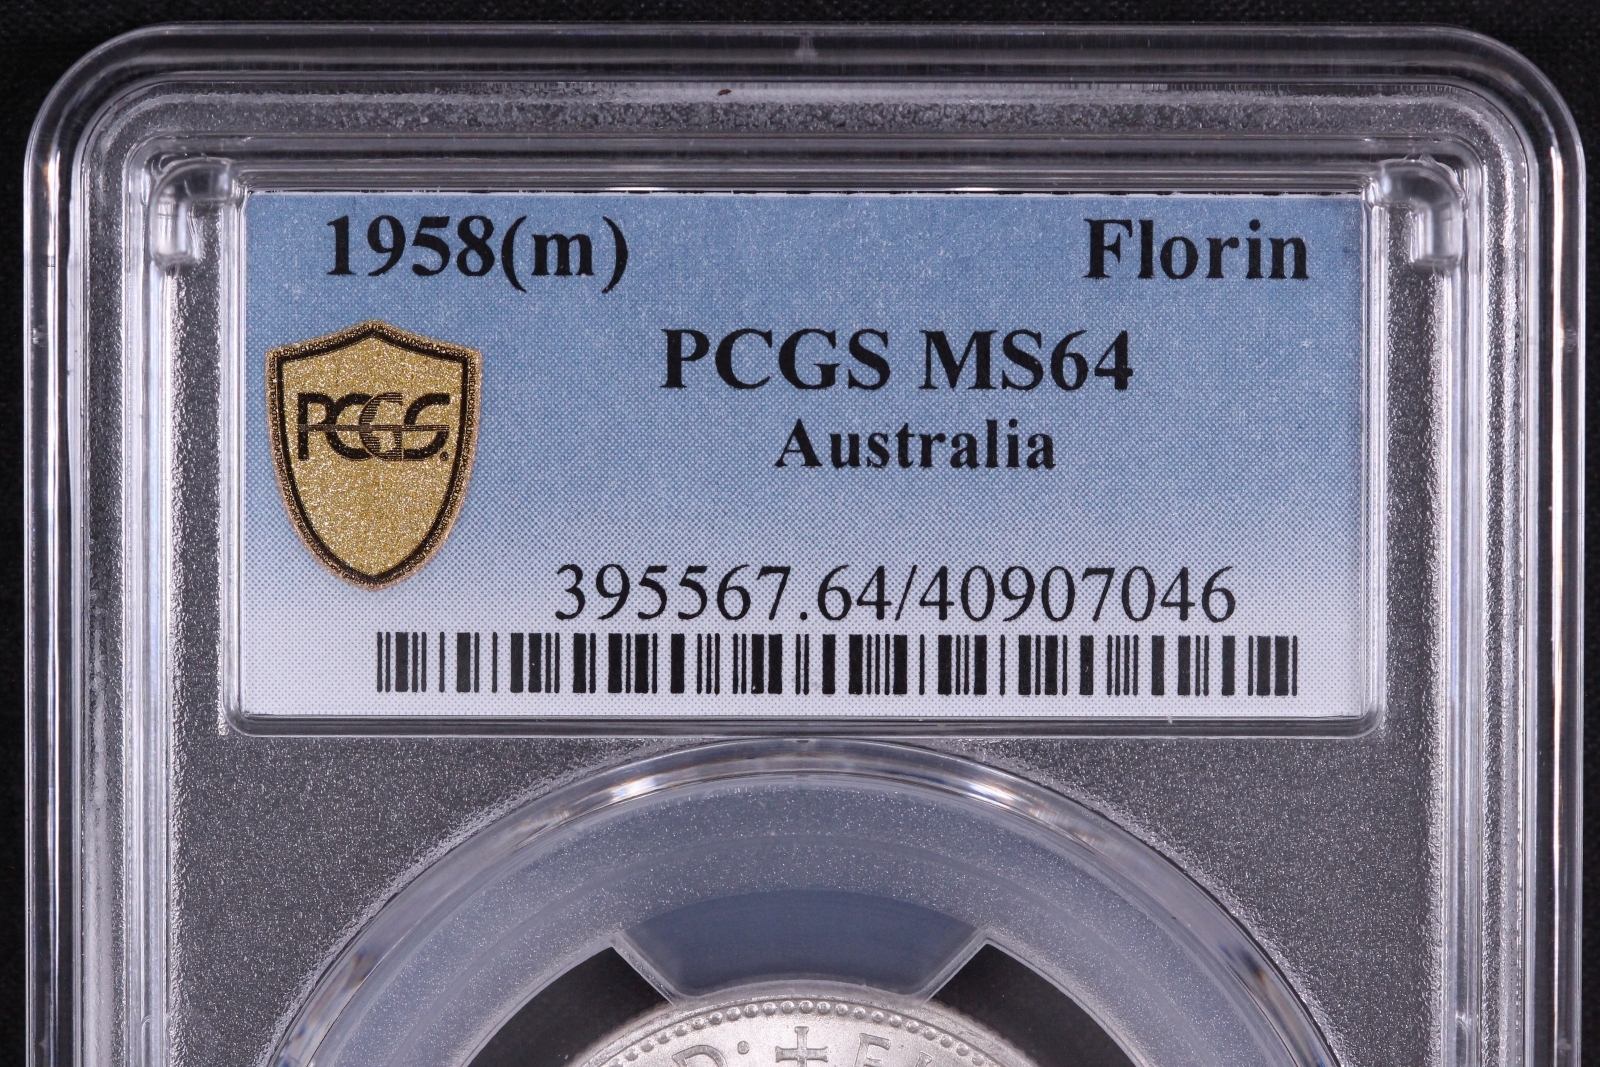 1958(m) Florin
PCGS MS64
Australia
PCGS®
395567.64/40907046
D·